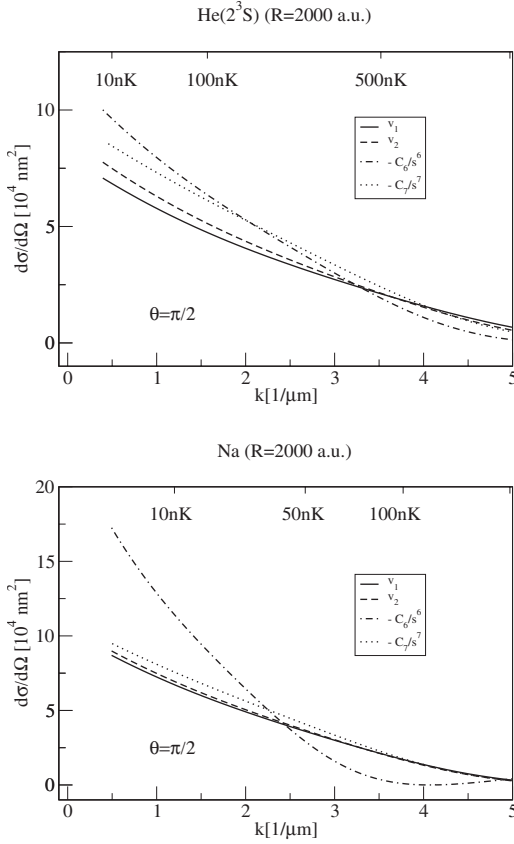 He(2³S) (R=2000 a.u.)
10nK 100nK 500nK
10
5
0
dσ/dΩ [10⁴ nm²]
v₁
v₂
- C₆/s⁶
- C₇/s⁷
θ=π/2
0 1 2 3 4 5
k[1/μm]
Na (R=2000 a.u.)
10nK 50nK 100nK
20
15
10
5
0
dσ/dΩ [10⁴ nm²]
v₁
v₂
- C₆/s⁶
- C₇/s⁷
θ=π/2
0 1 2 3 4 5
k[1/μm]